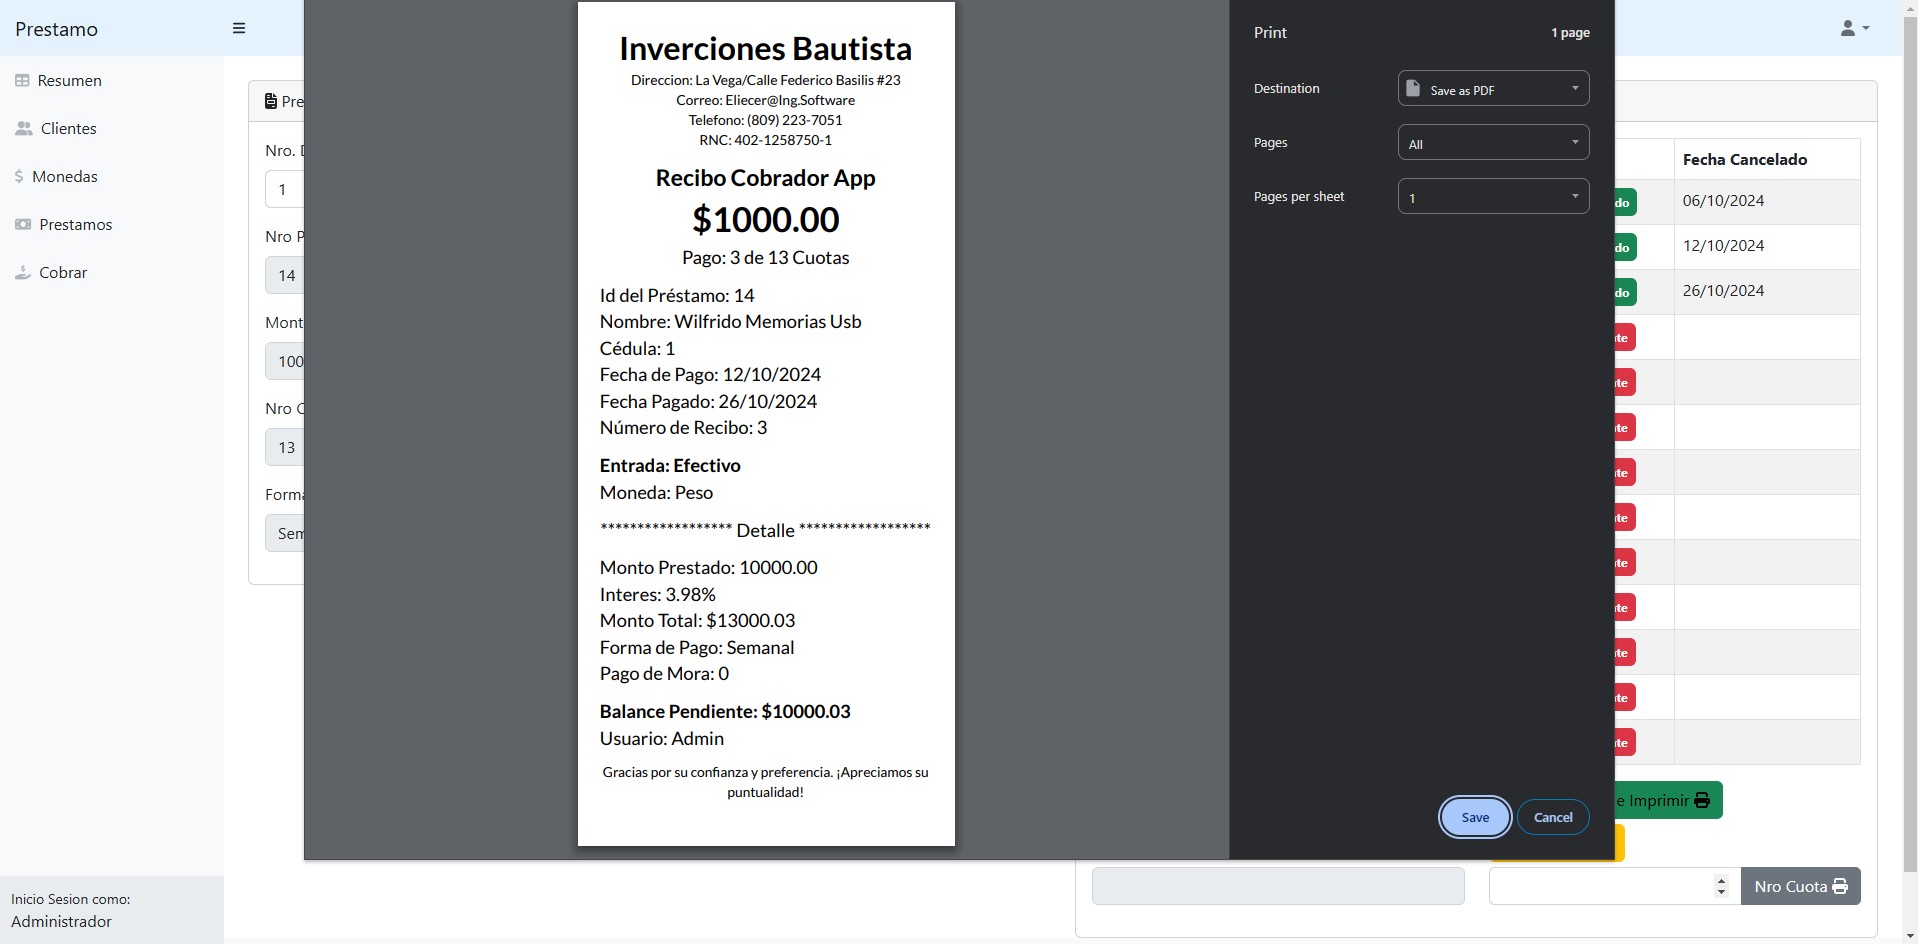 Prestamo
Resumen
Clientes
Monedas
Prestamos
Cobrar
Inicio Sesion como:
Administrador
Pre
Nro. D
1
Nro P
14
Mont
100
Nro C
13
Forma
Sem
Inverciones Bautista
Direccion: La Vega/Calle Federico Basilis #23
Correo: Eliecer@Ing.Software
Telefono: (809) 223-7051
RNC: 402-1258750-1
Recibo Cobrador App
$1000.00
Pago: 3 de 13 Cuotas
Id del Préstamo: 14
Nombre: Wilfrido Memorias Usb
Cédula: 1
Fecha de Pago: 12/10/2024
Fecha Pagado: 26/10/2024
Número de Recibo: 3
Entrada: Efectivo
Moneda: Peso
****************** Detalle ******************
Monto Prestado: 10000.00
Interes: 3.98%
Monto Total: $13000.03
Forma de Pago: Semanal
Pago de Mora: 0
Balance Pendiente: $10000.03
Usuario: Admin
Gracias por su confianza y preferencia. ¡Apreciamos su
puntualidad!
Print 1 page
Destination Save as PDF
Pages All
Pages per sheet 1
Save Cancel
Fecha Cancelado
do 06/10/2024
do 12/10/2024
do 26/10/2024
te
te
te
te
te
te
te
te
te
te
e Imprimir
Nro Cuota